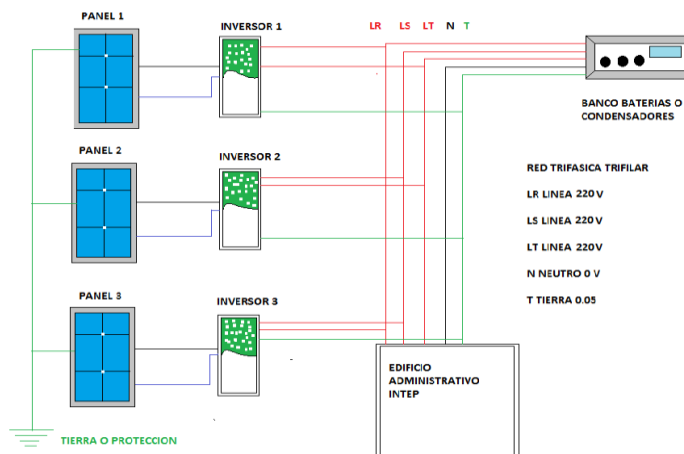 PANEL 1
INVERSOR 1
LR LS LT N T
BANCO BATERIAS O
CONDENSADORES
PANEL 2
INVERSOR 2
RED TRIFASICA TRIFILAR
LR LINEA 220 V
LS LINEA 220 V
LT LINEA 220 V
N NEUTRO 0 V
T TIERRA 0.05
PANEL 3
INVERSOR 3
EDIFICIO
ADMINISTRATIVO
INTEP
TIERRA O PROTECCION